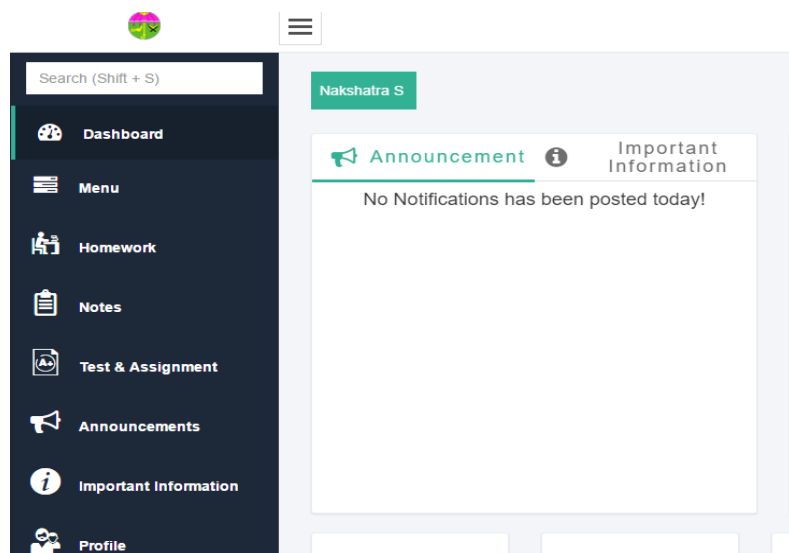 Search (Shift + S)
Dashboard
Menu
Homework
Notes
Test & Assignment
Announcements
Important Information
Profile
Nakshatra S
Announcement
Important
Information
No Notifications has been posted today!